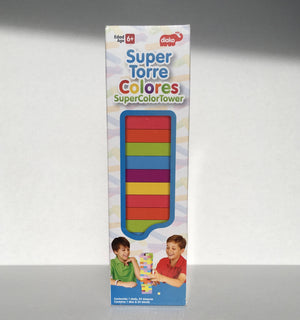 Edad
Age 6+
diako
Super
Torre
Colores
SuperColorTower